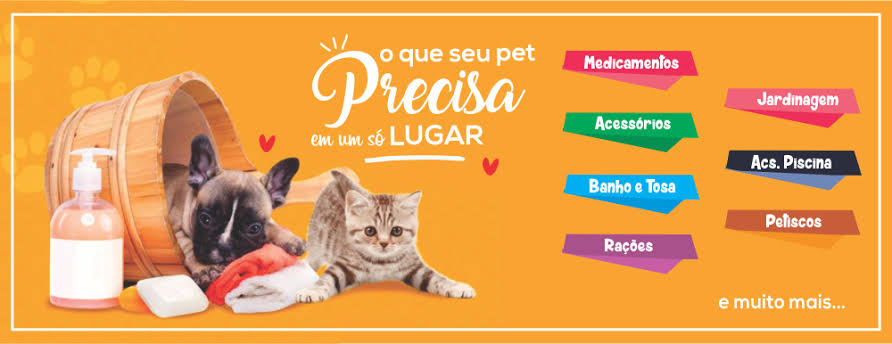 o que seu pet
Precisa
em um só LUGAR
Medicamentos
Acessórios
Banho e Tosa
Rações
Jardinagem
Acs. Piscina
Petiscos
e muito mais...